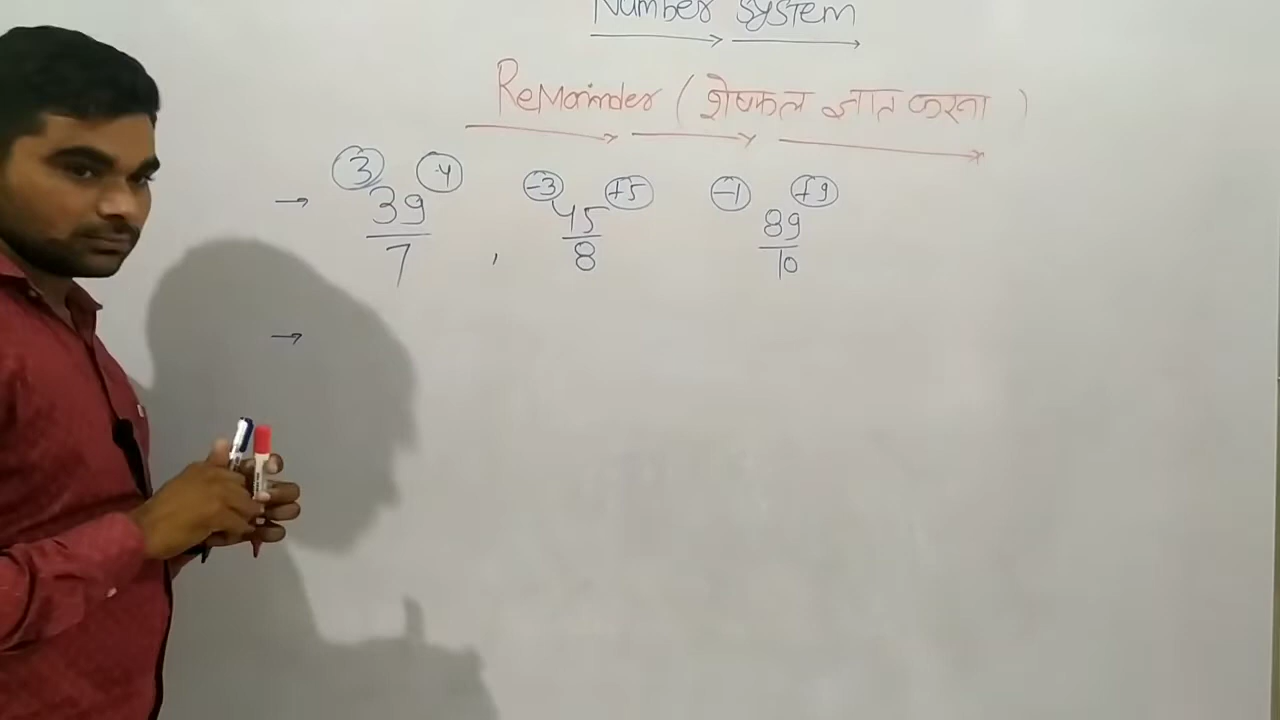 Number System
Remainder (शेषफल ज्ञात करना )
→ 3 39/7 -4 , -3 45/8 +5 -1 89/10 +9
→